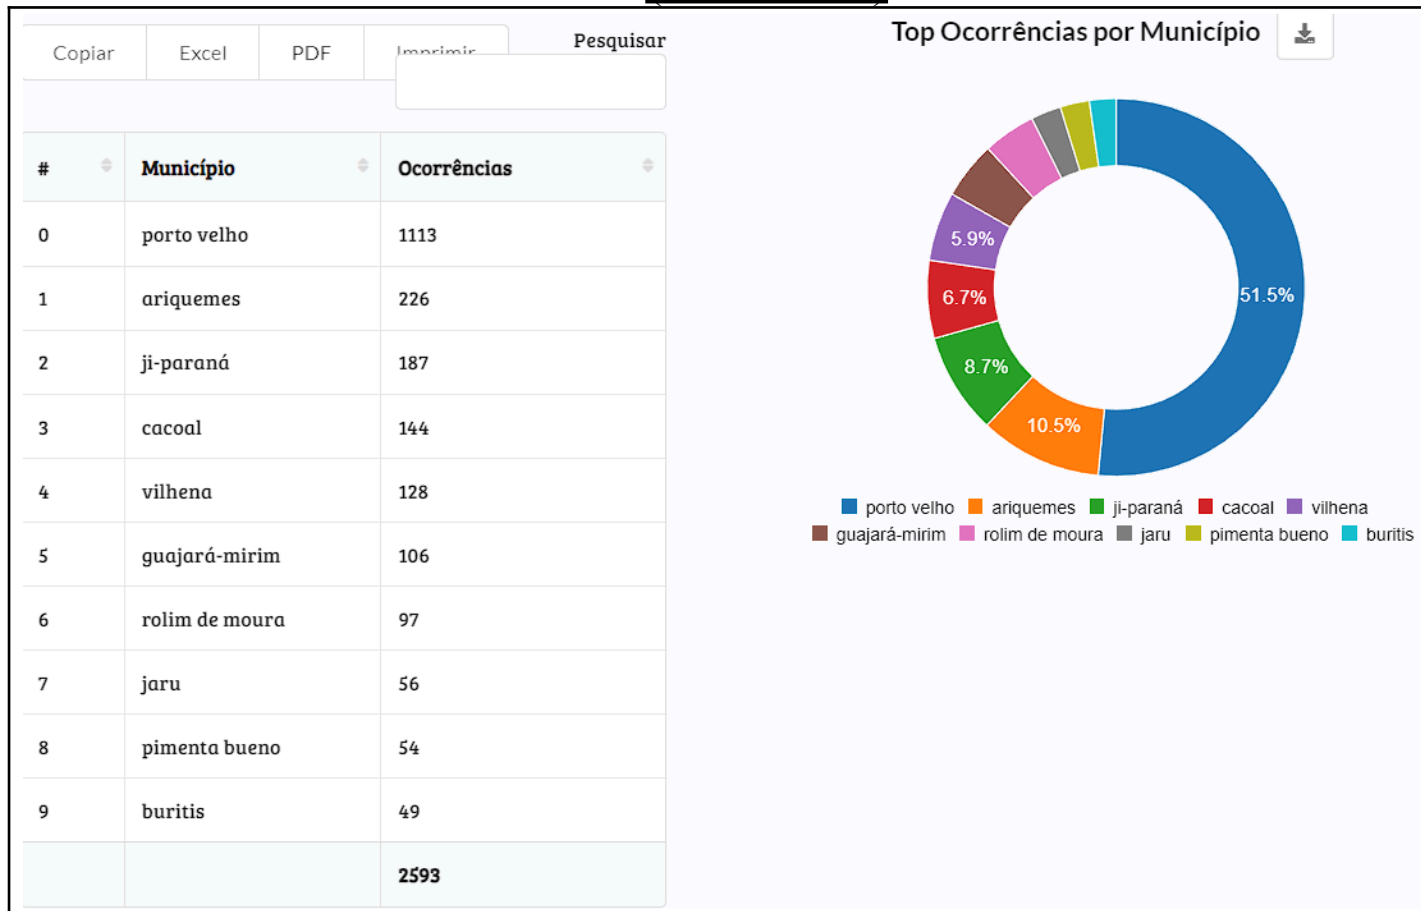 Copiar Excel PDF Imprimir
Pesquisar
# Município Ocorrências
0 porto velho 1113
1 ariquemes 226
2 ji-paraná 187
3 cacoal 144
4 vilhena 128
5 guajará-mirim 106
6 rolim de moura 97
7 jaru 56
8 pimenta bueno 54
9 buritis 49
2593
Top Ocorrências por Município
5.9%
6.7%
51.5%
8.7%
10.5%
porto velho ariquemes ji-paraná cacoal vilhena
guajará-mirim rolim de moura jaru pimenta bueno buritis